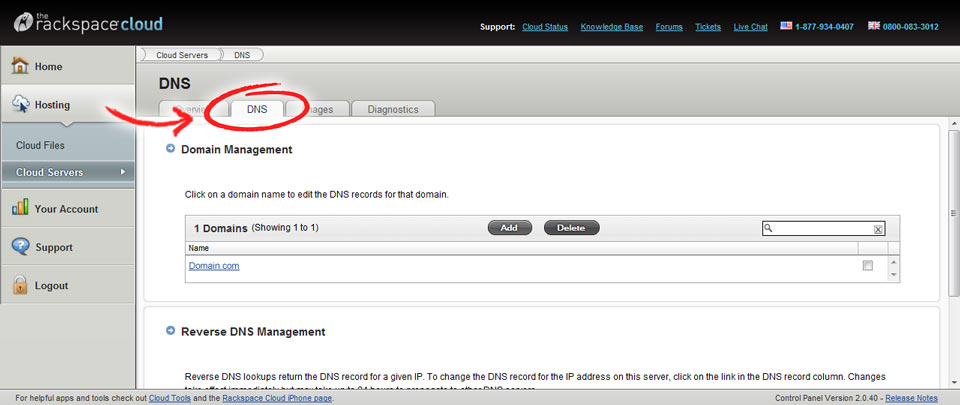 the
rackspacecloud
Support: Cloud Status Knowledge Base Forums Tickets Live Chat 1-877-934-0407 0800-083-3012
Cloud Servers DNS
Home
Hosting
Cloud Files
Cloud Servers
Your Account
Support
Logout
DNS
DNS Images Diagnostics
Domain Management
Click on a domain name to edit the DNS records for that domain.
1 Domains (Showing 1 to 1) Add Delete
Name
Domain.com
Reverse DNS Management
Reverse DNS lookups return the DNS record for a given IP. To change the DNS record for the IP address on this server, click on the link in the DNS record column. Changes
For helpful apps and tools check out Cloud Tools and the Rackspace Cloud iPhone page. Control Panel Version 2.0.40 - Release Notes